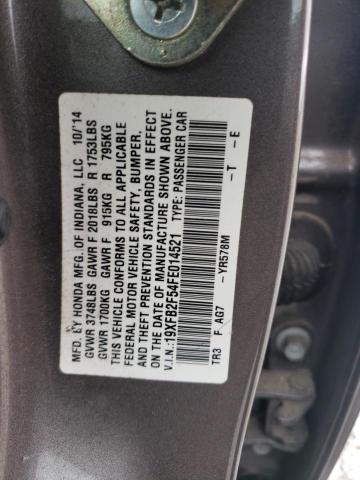 MFD. BY HONDA MFG. OF INDIANA, LLC 10/14
GVWR 3748LBS GAWR F 2018LBS R 1753LBS
GVWR 1700KG GAWR F 915KG R 795KG
THIS VEHICLE CONFORMS TO ALL APPLICABLE
FEDERAL MOTOR VEHICLE SAFETY, BUMPER,
AND THEFT PREVENTION STANDARDS IN EFFECT
ON THE DATE OF MANUFACTURE SHOWN ABOVE.
V.I.N.:19XFB2F54FE014521 TYPE: PASSENGER CAR
TR3 F AG7 -YR578M -T -E